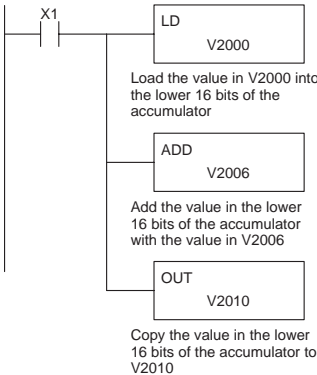 X1
LD
V2000
Load the value in V2000 into
the lower 16 bits of the
accumulator
ADD
V2006
Add the value in the lower
16 bits of the accumulator
with the value in V2006
OUT
V2010
Copy the value in the lower
16 bits of the accumulator to
V2010